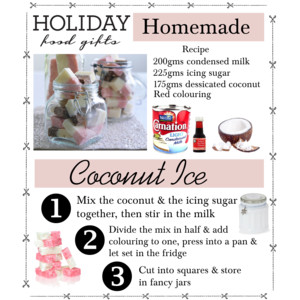 HOLIDAY
food gifts
Homemade
Recipe
200gms condensed milk
225gms icing sugar
175gms dessicated coconut
Red colouring
Carnation
Coconut Ice
1 Mix the coconut & the icing sugar
together, then stir in the milk
2 Divide the mix in half & add
colouring to one, press into a pan &
let set in the fridge
3 Cut into squares & store
in fancy jars